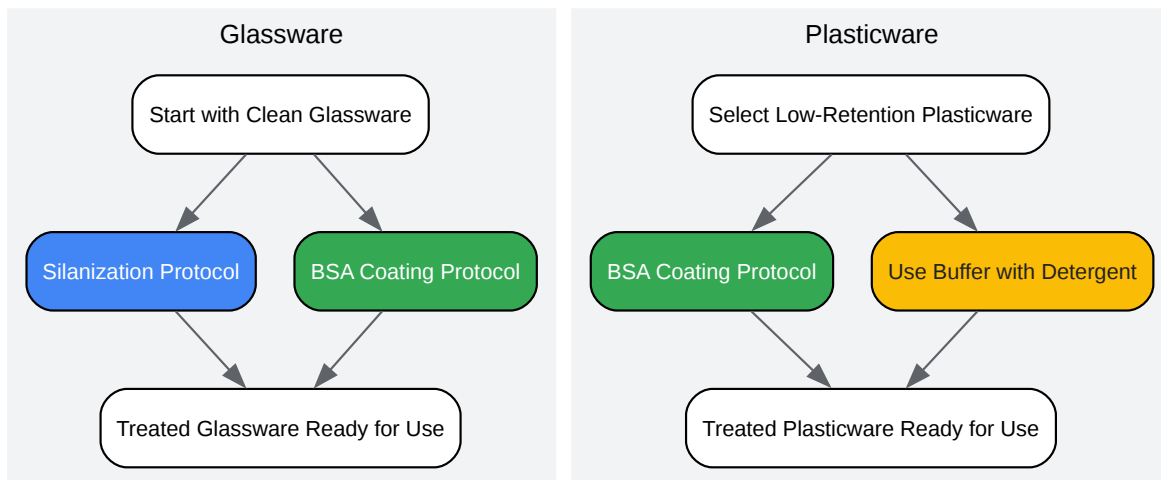 Glassware
Start with Clean Glassware
Silanization Protocol
BSA Coating Protocol
Treated Glassware Ready for Use
Plasticware
Select Low-Retention Plasticware
BSA Coating Protocol
Use Buffer with Detergent
Treated Plasticware Ready for Use